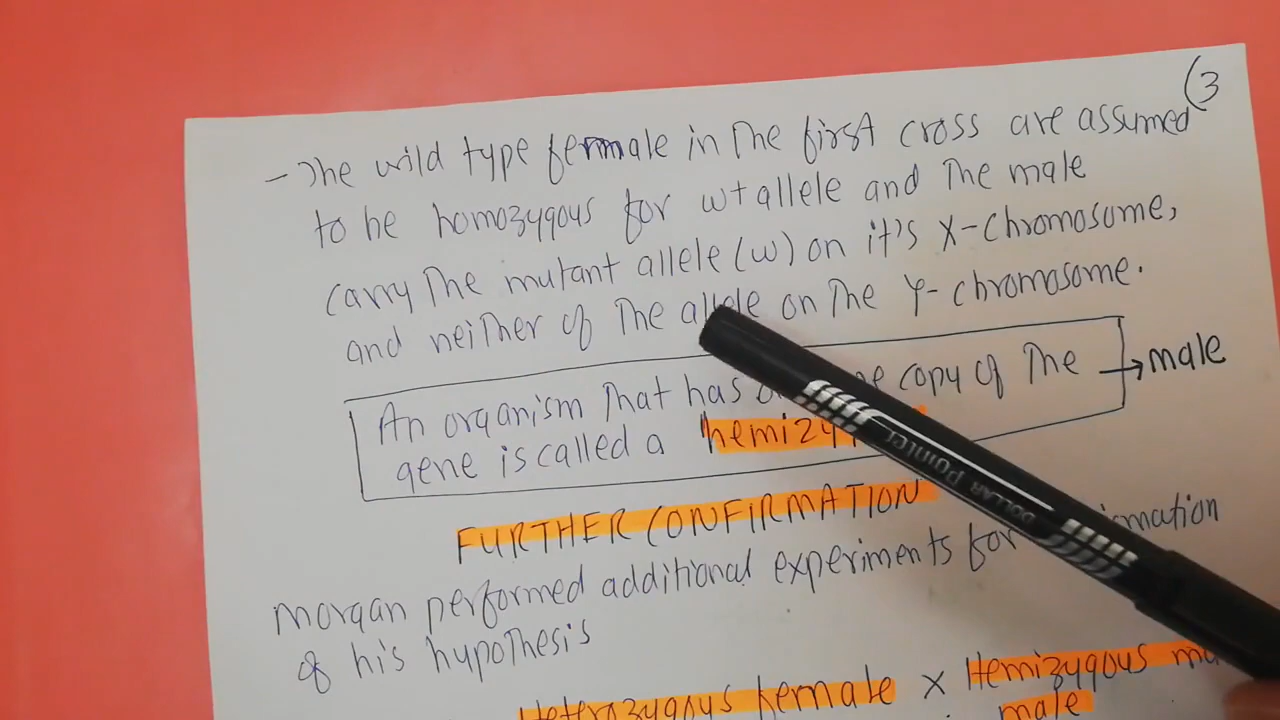 (3
- The wild type female in The first cross are assumed
to be homozygous for w+ allele and The male
carry The mutant allele (w) on it's X-chromosome,
and neither of The allele on The Y-chromosome.
An organism That has copy of The → male
gene is called a
FURTHER CONFIRMATION
morgan performed additional experiments for
of his hypothesis
Heterozygous female × Hemizygous
male
DOLLAR Pointer